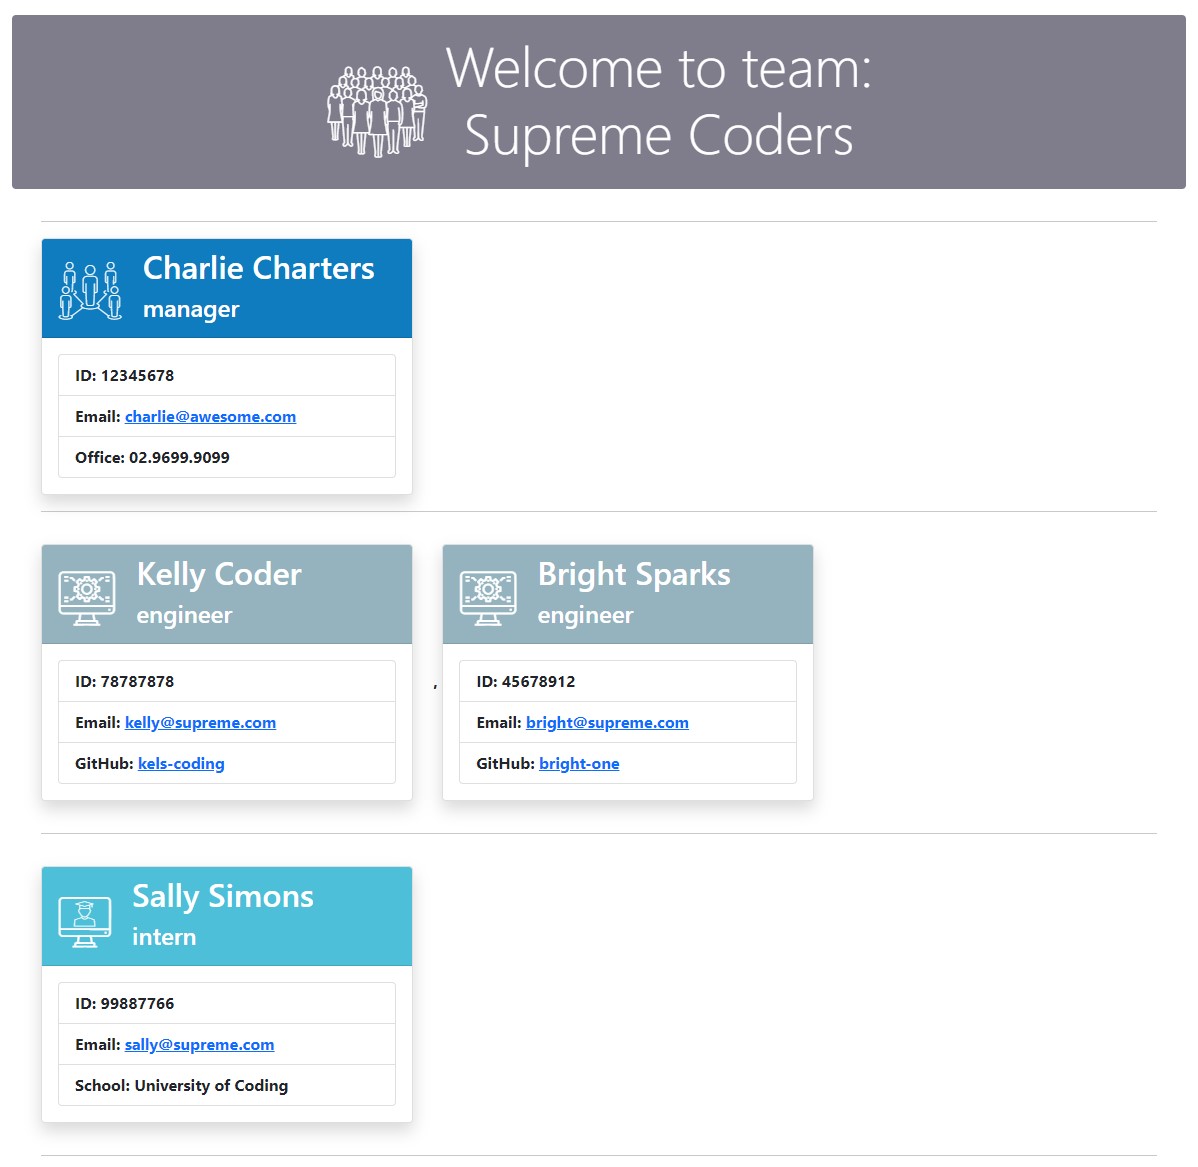 Welcome to team:
Supreme Coders
Charlie Charters
manager
ID: 12345678
Email: charlie@awesome.com
Office: 02.9699.9099
Kelly Coder
engineer
ID: 78787878
Email: kelly@supreme.com
GitHub: kels-coding
,
Bright Sparks
engineer
ID: 45678912
Email: bright@supreme.com
GitHub: bright-one
Sally Simons
intern
ID: 99887766
Email: sally@supreme.com
School: University of Coding